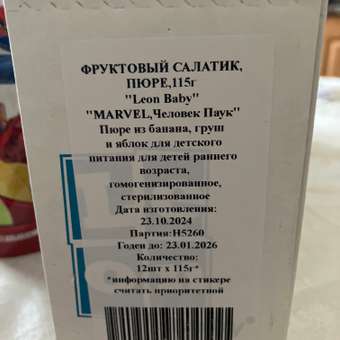 ФРУКТОВЫЙ САЛАТИК,
ПЮРЕ,115г
"Leon Baby"
"MARVEL,Человек Паук"
Пюре из банана, груш
и яблок для детского
питания для детей раннего
возраста,
гомогенизированное,
стерилизованное
Дата изготовления:
23.10.2024
Партия:H5260
Годен до: 23.01.2026
Количество:
12шт х 115г*
*информацию на стикере
считать приоритетной